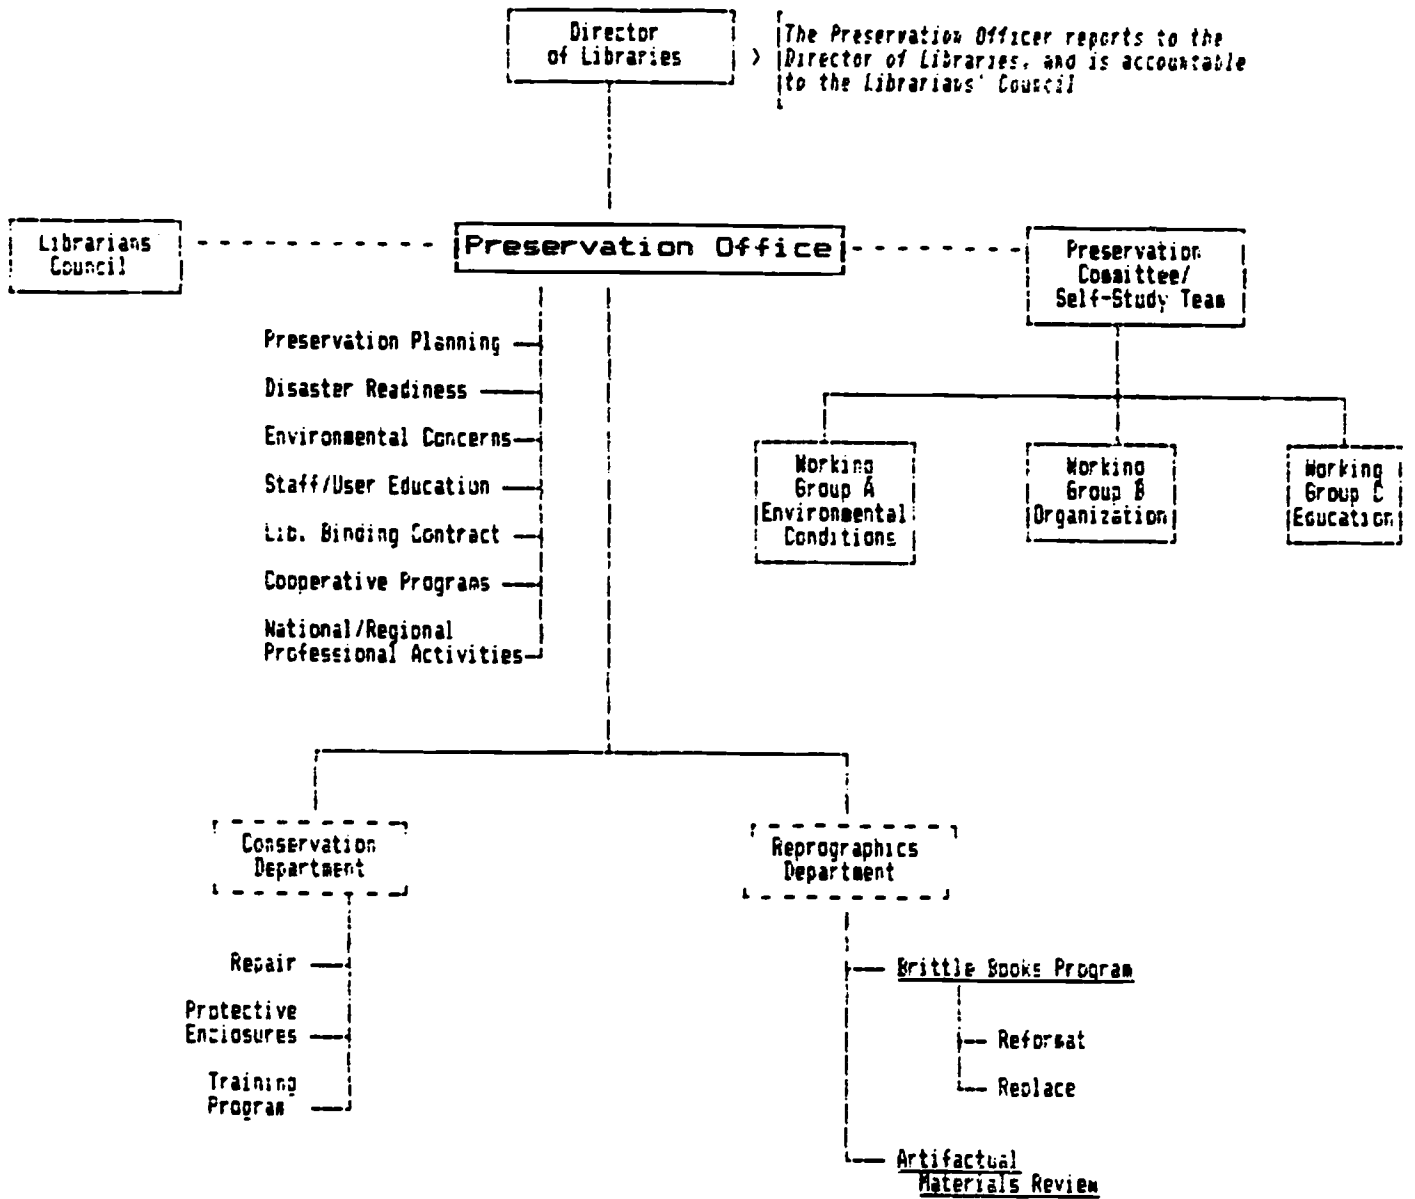 Director
of Libraries
>
The Preservation Officer reports to the
Director of Libraries, and is accountable
to the Librarians' Council
Librarians
Council
Preservation Office
Preservation
Committee/
Self-Study Team
Preservation Planning
Disaster Readiness
Environmental Concerns
Staff/User Education
Lib. Binding Contract
Cooperative Programs
National/Regional
Professional Activities
Working
Group A
Environmental
Conditions
Working
Group B
Organization
Working
Group C
Education
Conservation
Department
Repair
Protective
Enclosures
Training
Program
Reprographics
Department
Brittle Books Program
Reformat
Replace
Artifactual
Materials Review